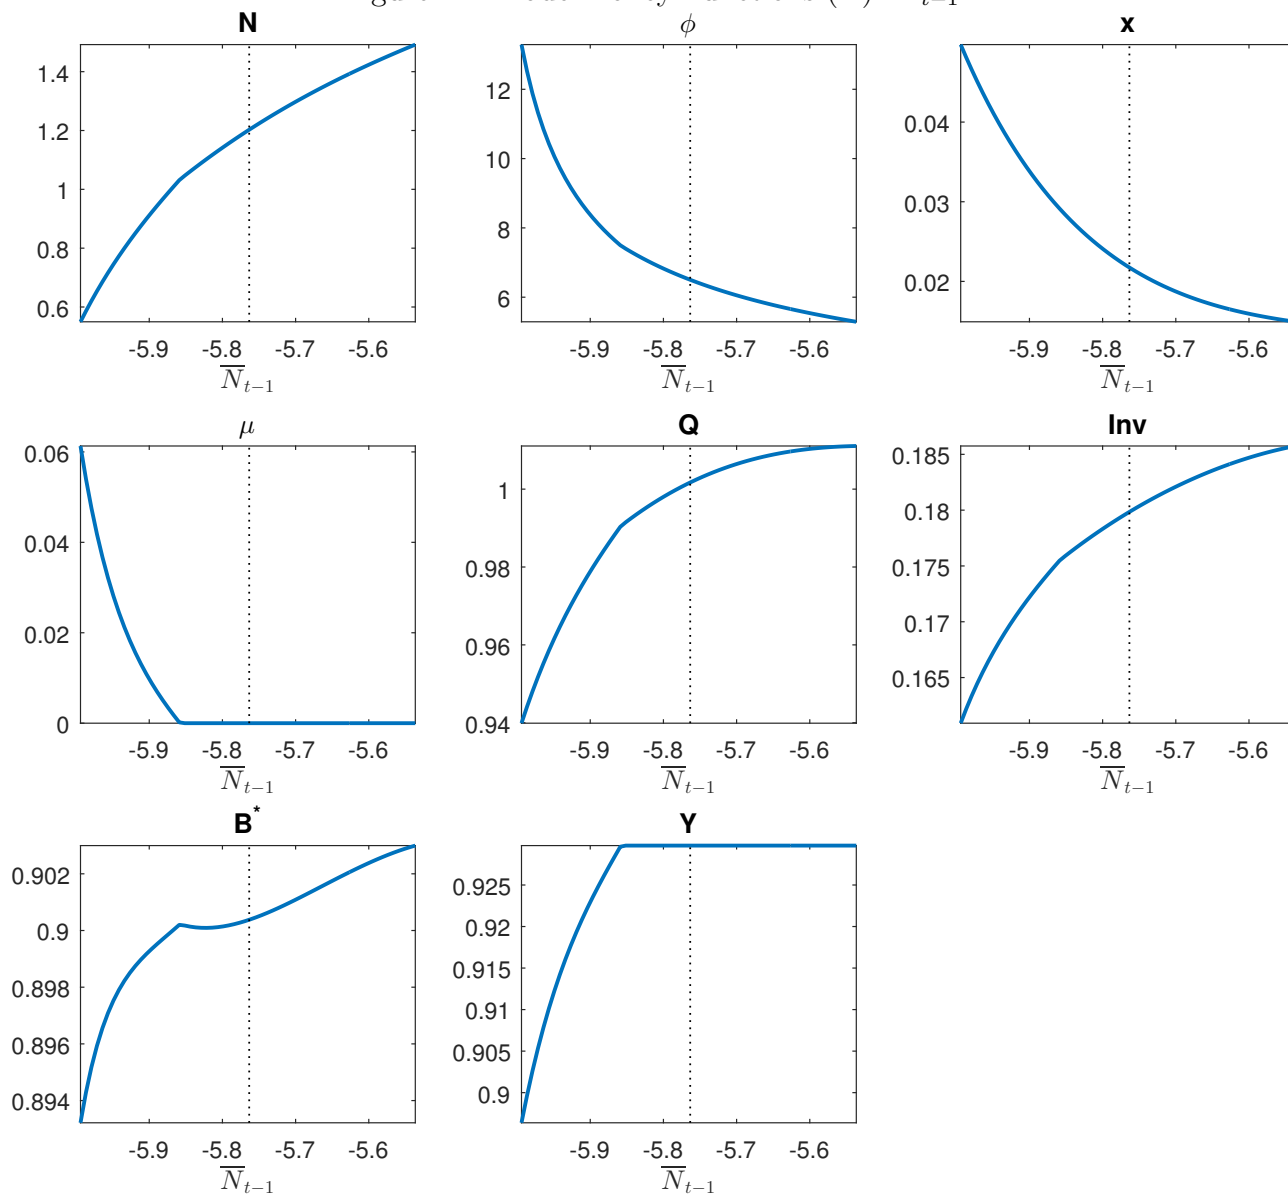 N
1.4
1.2
1
0.8
0.6
-5.9 -5.8 -5.7 -5.6
N̅ₜ₋₁
ϕ
12
10
8
6
-5.9 -5.8 -5.7 -5.6
N̅ₜ₋₁
x
0.04
0.03
0.02
-5.9 -5.8 -5.7 -5.6
N̅ₜ₋₁
μ
0.06
0.04
0.02
0
-5.9 -5.8 -5.7 -5.6
N̅ₜ₋₁
Q
1
0.98
0.96
0.94
-5.9 -5.8 -5.7 -5.6
N̅ₜ₋₁
Inv
0.185
0.18
0.175
0.17
0.165
-5.9 -5.8 -5.7 -5.6
N̅ₜ₋₁
B*
0.902
0.9
0.898
0.896
0.894
-5.9 -5.8 -5.7 -5.6
N̅ₜ₋₁
Y
0.925
0.92
0.915
0.91
0.905
0.9
-5.9 -5.8 -5.7 -5.6
N̅ₜ₋₁